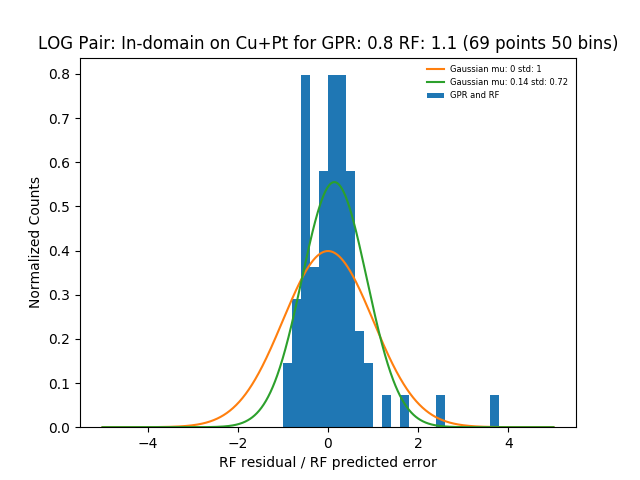 LOG Pair: In-domain on Cu+Pt for GPR: 0.8 RF: 1.1 (69 points 50 bins)
Gaussian mu: 0 std: 1
Gaussian mu: 0.14 std: 0.72
GPR and RF
Normalized Counts
0.8
0.7
0.6
0.5
0.4
0.3
0.2
0.1
0.0
−4
−2
0
2
4
RF residual / RF predicted error